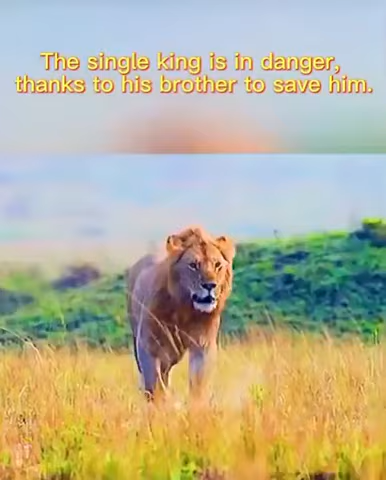 The single king is in danger,
thanks to his brother to save him.